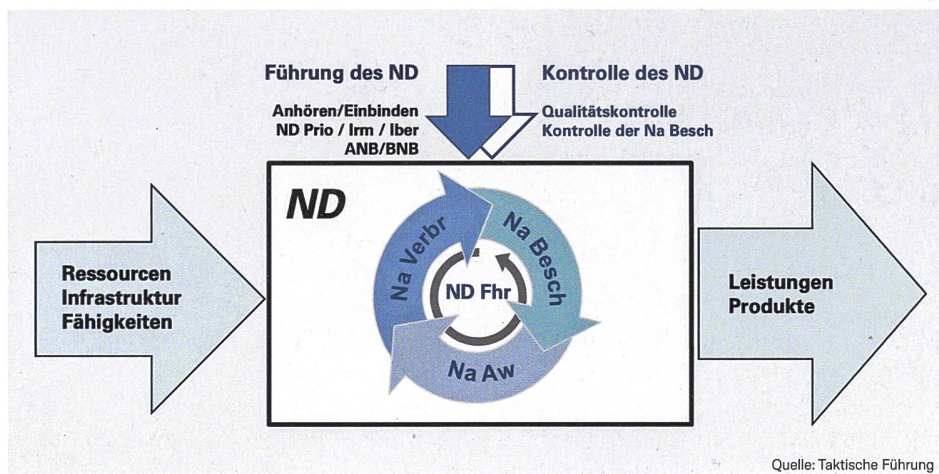 Führung des ND
Anhören/Einbinden
ND Prio / Irm / Iber
ANB/BNB
Kontrolle des ND
Qualitätskontrolle
Kontrolle der Na Besch
ND
Na Verbr
Na Besch
ND Fhr
Na Aw
Ressourcen
Infrastruktur
Fähigkeiten
Leistungen
Produkte
Quelle: Taktische Führung